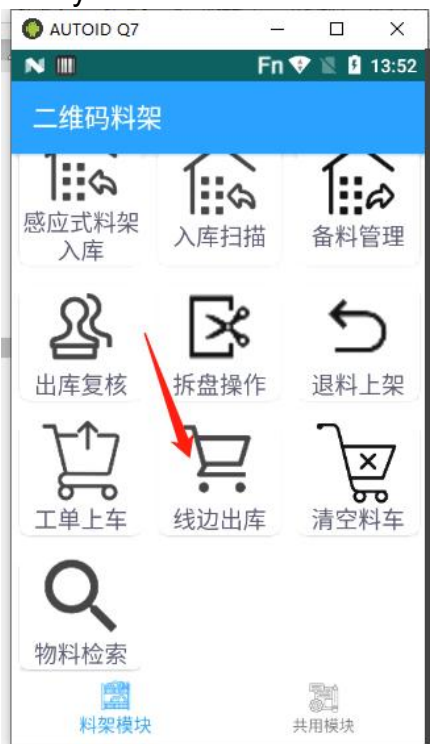 AUTOID Q7
Fn 13:52
二维码料架
感应式料架
入库
入库扫描
备料管理
出库复核
拆盘操作
退料上架
工单上车
线边出库
清空料车
物料检索
料架模块
共用模块